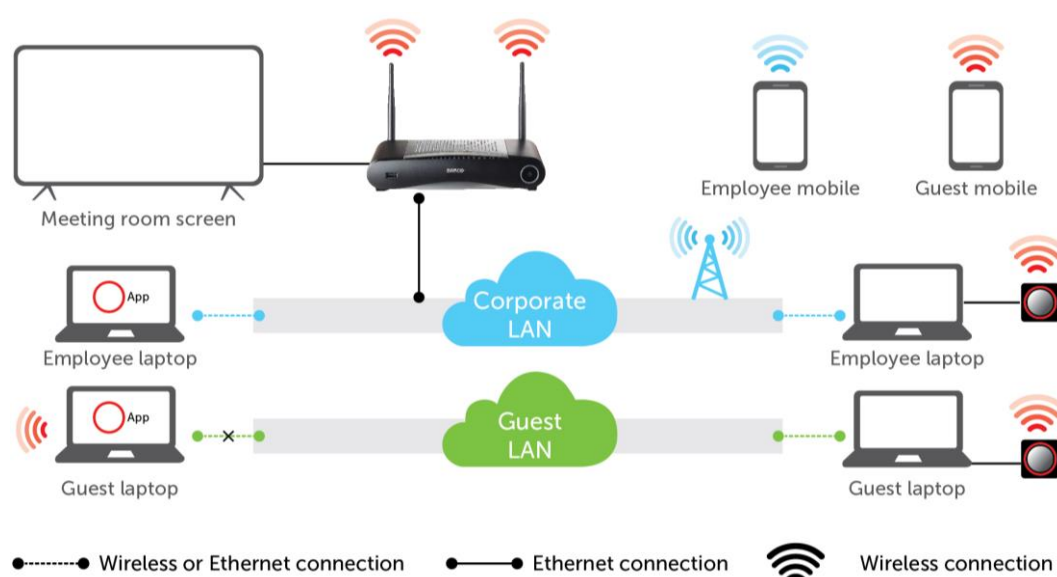 Meeting room screen
BARCO
Employee mobile
Guest mobile
App
Employee laptop
Corporate
LAN
Employee laptop
App
Guest laptop
Guest
LAN
Guest laptop
Wireless or Ethernet connection
Ethernet connection
Wireless connection